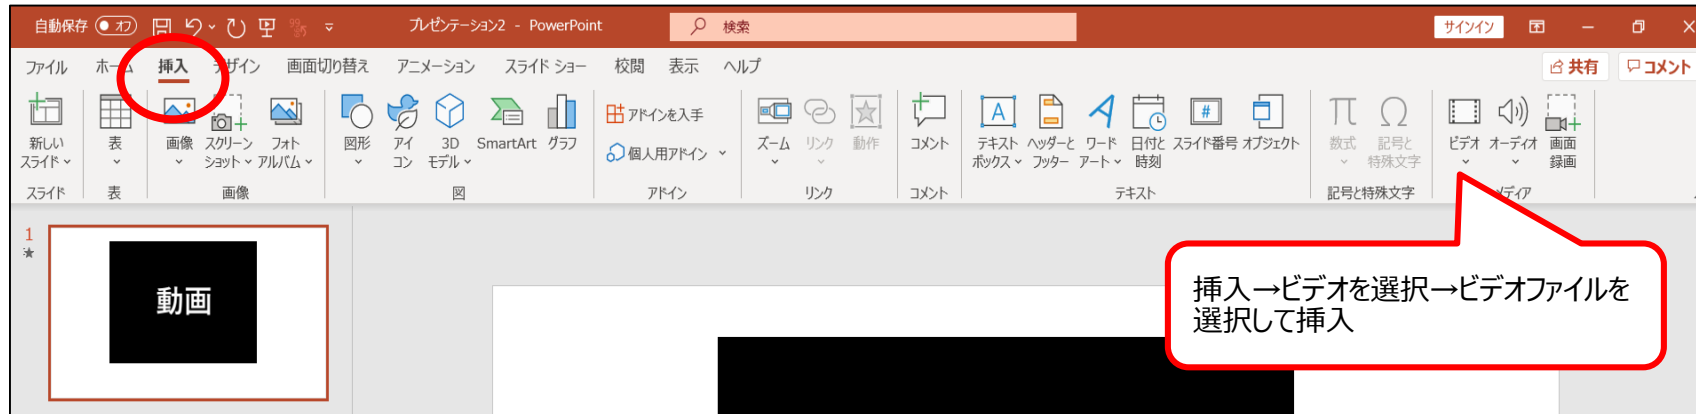 自動保存 オフ プレゼンテーション2 - PowerPoint 検索 サインイン
ファイル ホーム 挿入 デザイン 画面切り替え アニメーション スライド ショー 校閲 表示 ヘルプ 共有 コメント
新しい
スライド
表
画像
スクリーン
ショット
フォト
アルバム
図形
アイ
コン
3D
モデル
SmartArt
グラフ
アドインを入手
個人用アドイン
ズーム
リンク
動作
コメント
テキスト
ボックス
ヘッダーと
フッター
ワード
アート
日付と
時刻
スライド番号
オブジェクト
数式
記号と
特殊文字
ビデオ
オーディオ
画面
録画
スライド 表 画像 図 アドイン リンク コメント テキスト 記号と特殊文字 メディア
1
動画
挿入→ビデオを選択→ビデオファイルを
選択して挿入